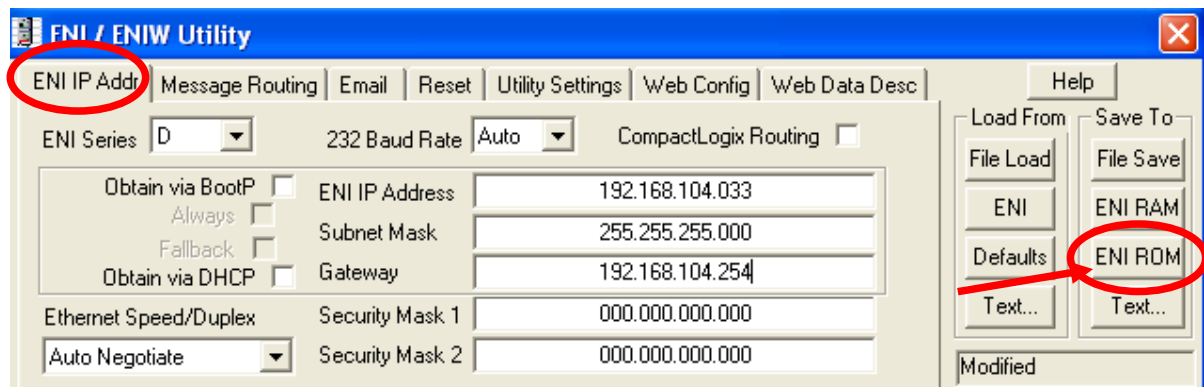 ENI / ENIW Utility
ENI IP Addr Message Routing Email Reset Utility Settings Web Config Web Data Desc Help
ENI Series D 232 Baud Rate Auto CompactLogix Routing
Load From Save To
File Load File Save
Obtain via BootP ENI IP Address 192.168.104.033
Always
ENI ENI RAM
Subnet Mask 255.255.255.000
Fallback
Defaults ENI ROM
Obtain via DHCP Gateway 192.168.104.254
Ethernet Speed/Duplex Security Mask 1 000.000.000.000
Text... Text...
Auto Negotiate Security Mask 2 000.000.000.000
Modified